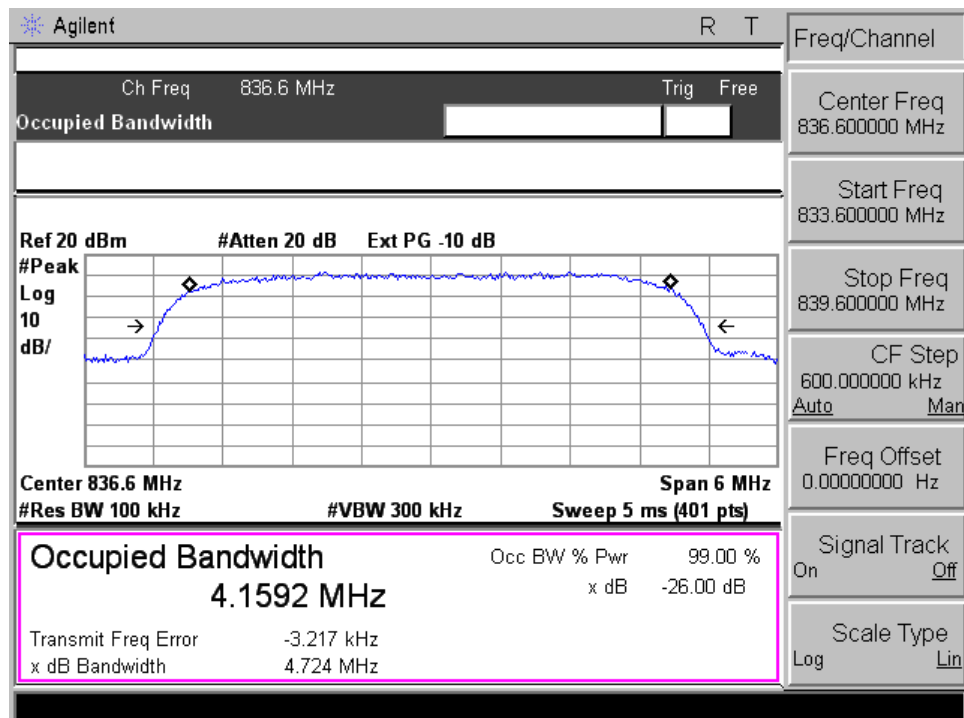 Agilent R T
Ch Freq 836.6 MHz Trig Free
Occupied Bandwidth
Ref 20 dBm #Atten 20 dB Ext PG -10 dB
#Peak
Log
10
dB/
Center 836.6 MHz Span 6 MHz
#Res BW 100 kHz #VBW 300 kHz Sweep 5 ms (401 pts)
Occupied Bandwidth
4.1592 MHz
Occ BW % Pwr 99.00 %
x dB -26.00 dB
Transmit Freq Error -3.217 kHz
x dB Bandwidth 4.724 MHz
Freq/Channel
Center Freq
836.600000 MHz
Start Freq
833.600000 MHz
Stop Freq
839.600000 MHz
CF Step
600.000000 kHz
Auto Man
Freq Offset
0.00000000 Hz
Signal Track
On Off
Scale Type
Log Lin